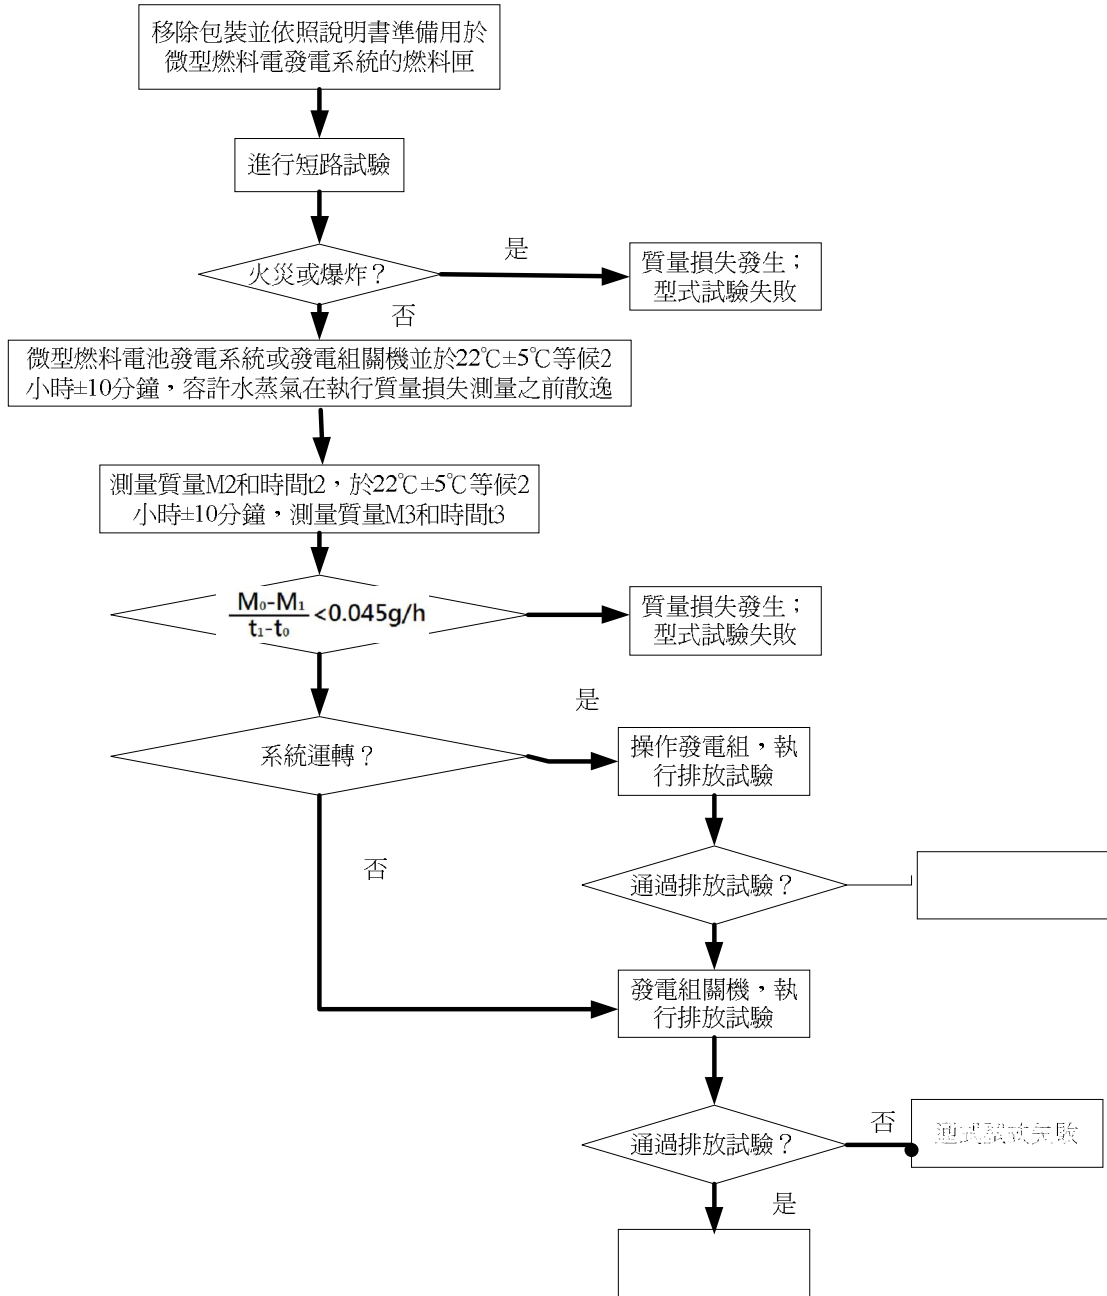 移除包裝並依照說明書準備用於
微型燃料電發電系統的燃料匣
進行短路試驗
火災或爆炸？
是
質量損失發生；
型式試驗失敗
否
微型燃料電池發電系統或發電組關機並於22℃±5℃等候2
小時±10分鐘，容許水蒸氣在執行質量損失測量之前散逸
測量質量M2和時間t2，於22℃±5℃等候2
小時±10分鐘，測量質量M3和時間t3
M₀-M₁
t₁-t₀
<0.045g/h
質量損失發生；
型式試驗失敗
是
系統運轉？
操作發電組，執
行排放試驗
否
通過排放試驗？
發電組關機，執
行排放試驗
通過排放試驗？
否
是